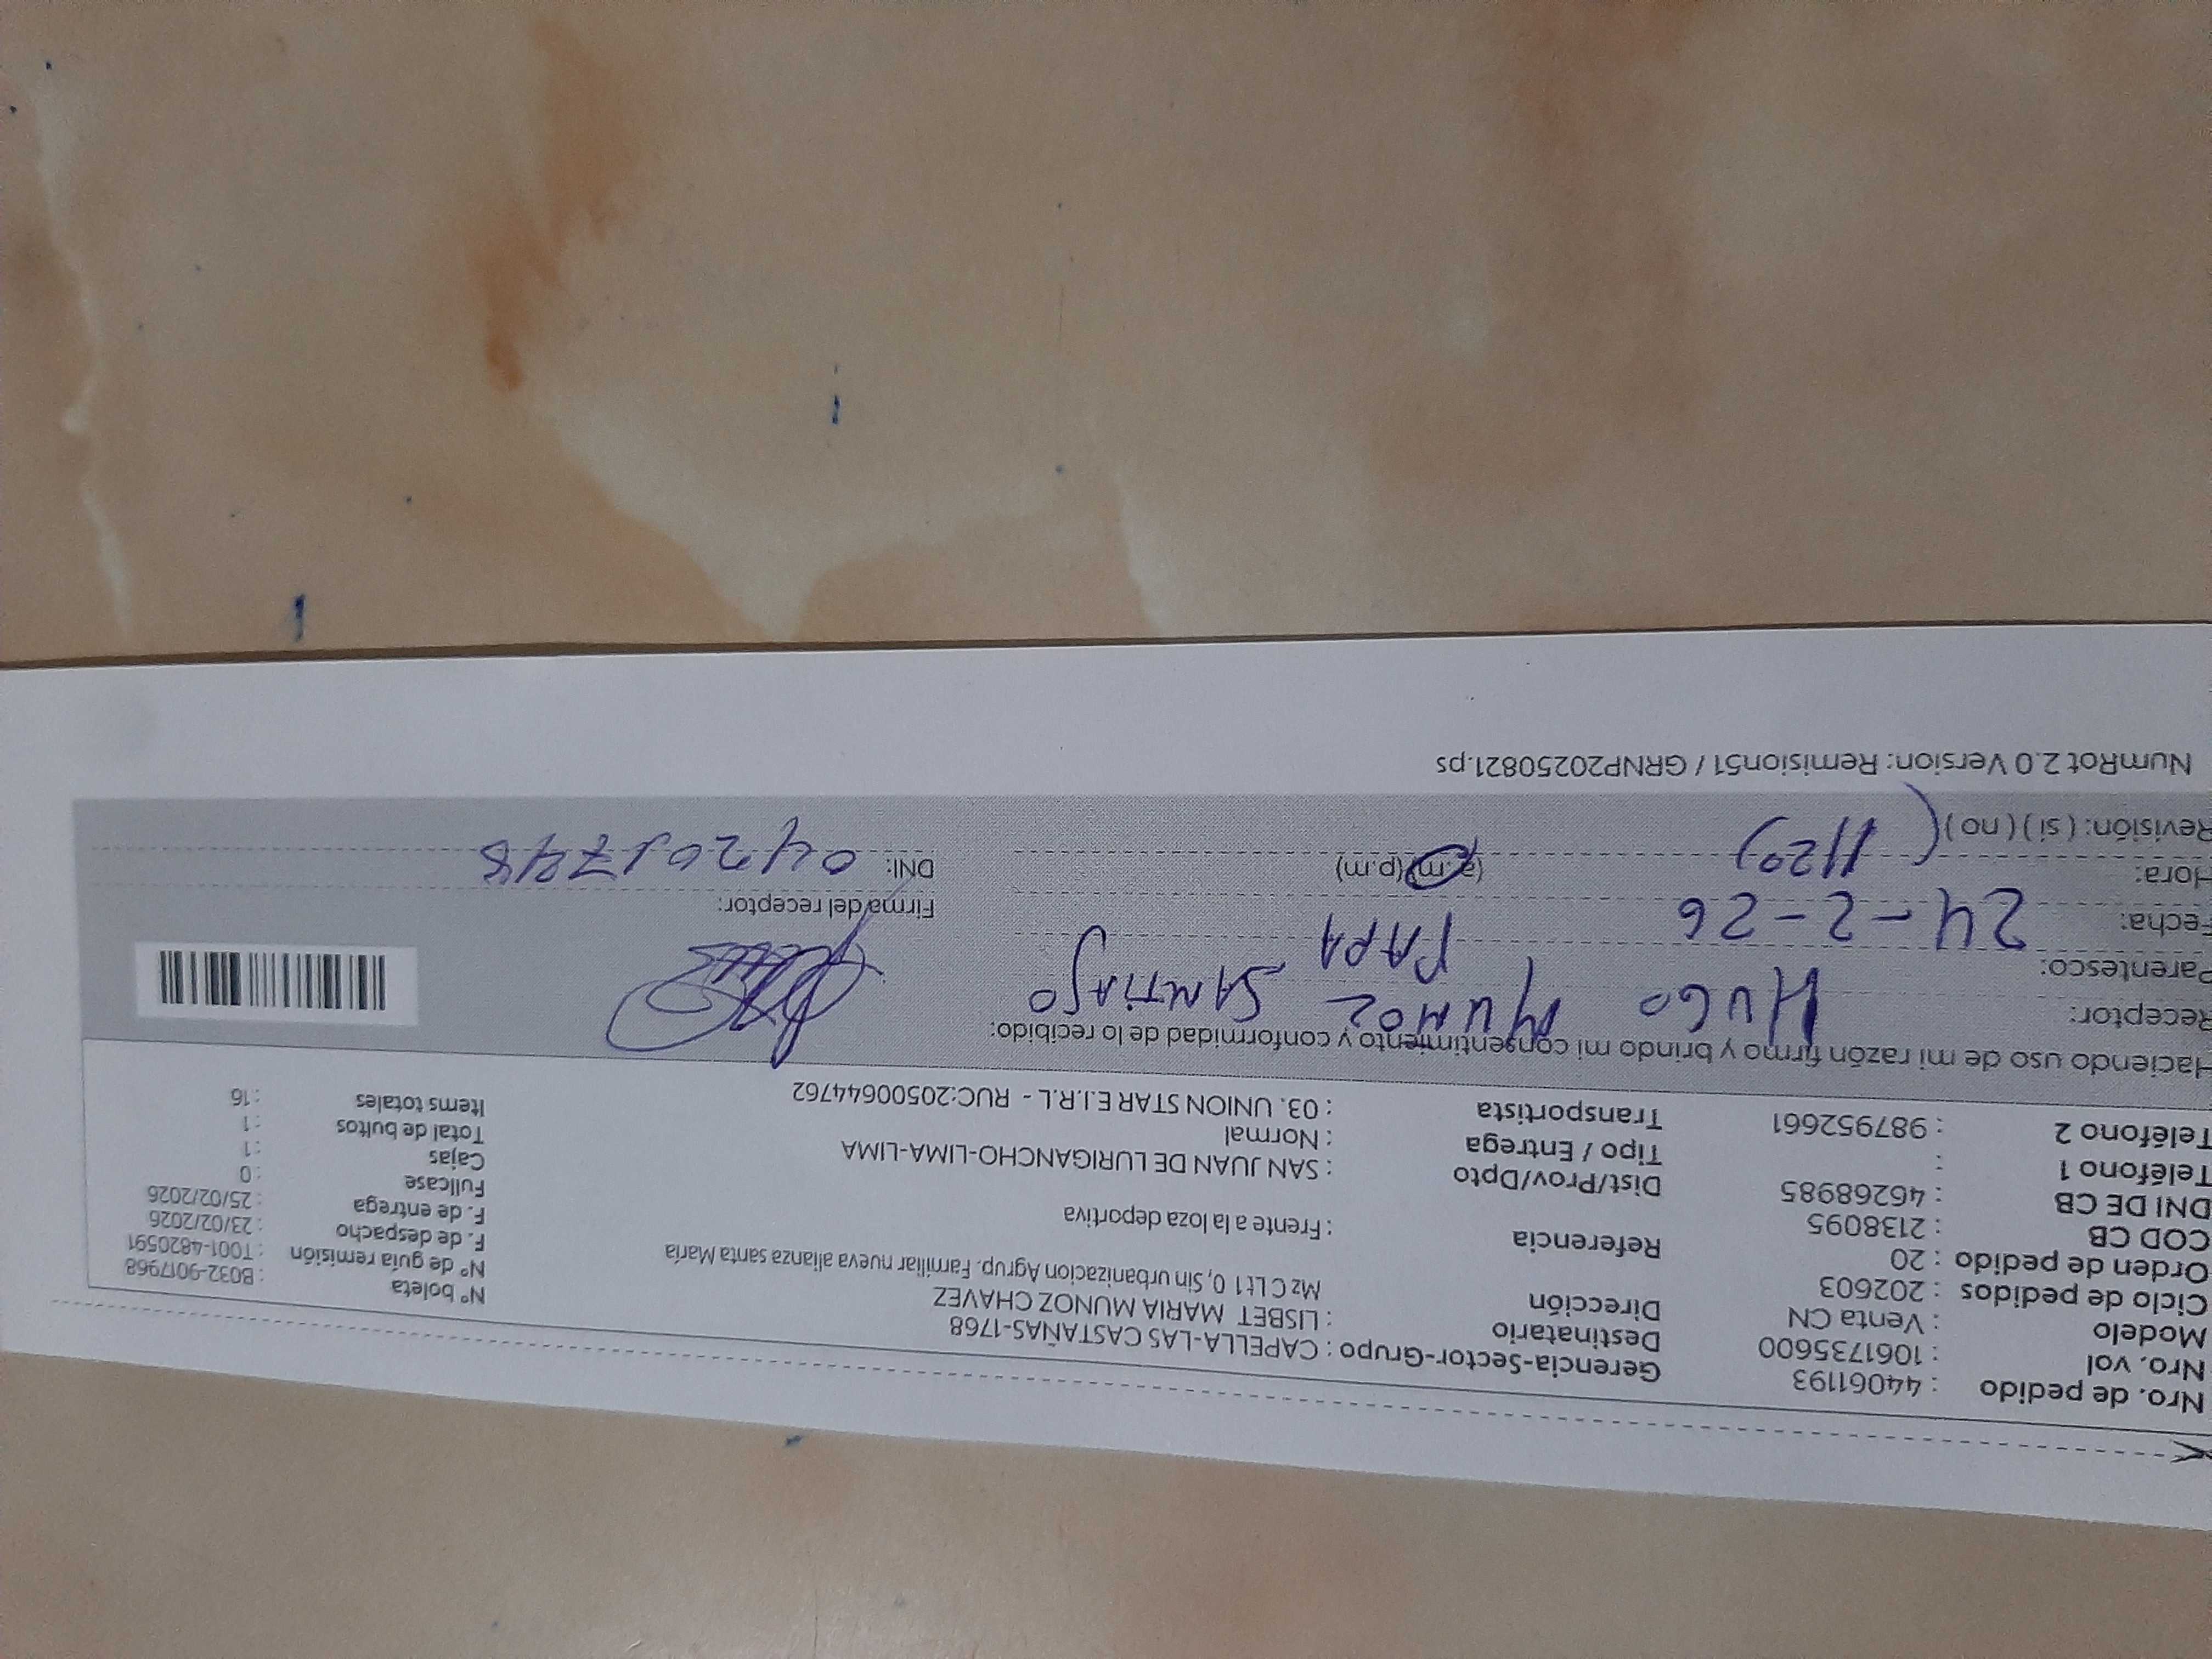 Nro. de pedido : 44061193
Nro. vol : 1061735600
Modelo : Venta CN
Ciclo de pedidos : 202603
Orden de pedido : 20
COD CB : 2138095
DNI DE CB : 46268985
Teléfono 1 :
Teléfono 2 : 987952661
Gerencia-Sector-Grupo : CAPELLA-LAS CASTAÑAS-1768
Destinatario : LISBET MARIA MUNOZ CHAVEZ
Dirección Mz C Lt 1 0, Sin urbanizacion Agrup. Familiar nueva alianza santa María
Referencia : Frente a la loza deportiva
Dist/Prov/Dpto : SAN JUAN DE LURIGANCHO-LIMA-LIMA
Tipo / Entrega : Normal
Transportista : 03. UNION STAR E.I.R.L - RUC:20500644762
N° boleta : B032-9017968
N° de guía remisión : T001-4820591
F. de despacho : 23/02/2026
F. de entrega : 25/02/2026
Fullcase : 0
Cajas : 1
Total de bultos : 1
Items totales : 16
Haciendo uso de mi razón firmo y brindo mi consentimiento y conformidad de lo recibido:
Receptor: HUGO MUÑOZ SANTIAGO
Parentesco: PAPA
Fecha: 24-2-26
Hora: (a.m) (p.m)
Revisión: (si) (no)
Firma del receptor:
DNI:
NumRot 2.0 Version: Remision51 / GRNP20250821.ps